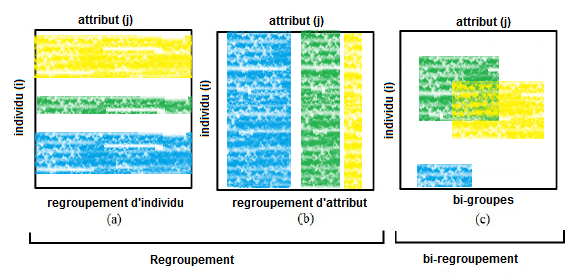 attribut (j)
attribut (j)
attribut (j)
individu (i)
individu (i)
individu (i)
regroupement d'individu
regroupement d'attribut
bi-groupes
(a)
(b)
(c)
Regroupement
bi-regroupement